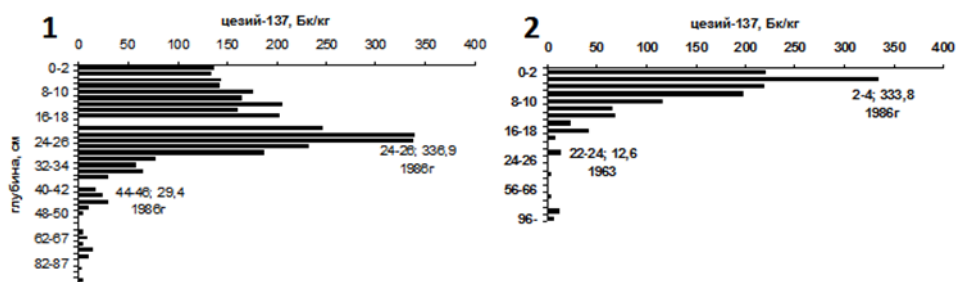 1
цезий-137, Бк/кг
0 50 100 150 200 250 300 350 400
глубина, см
0-2
8-10
16-18
24-26
32-34
40-42
48-50
62-67
82-87
24-26; 336,9
1986г
44-46; 29,4
1986г
2
цезий-137, Бк/кг
0 50 100 150 200 250 300 350 400
0-2
8-10
16-18
24-26
56-66
96-
2-4; 333,8
1986г
22-24; 12,6
1963